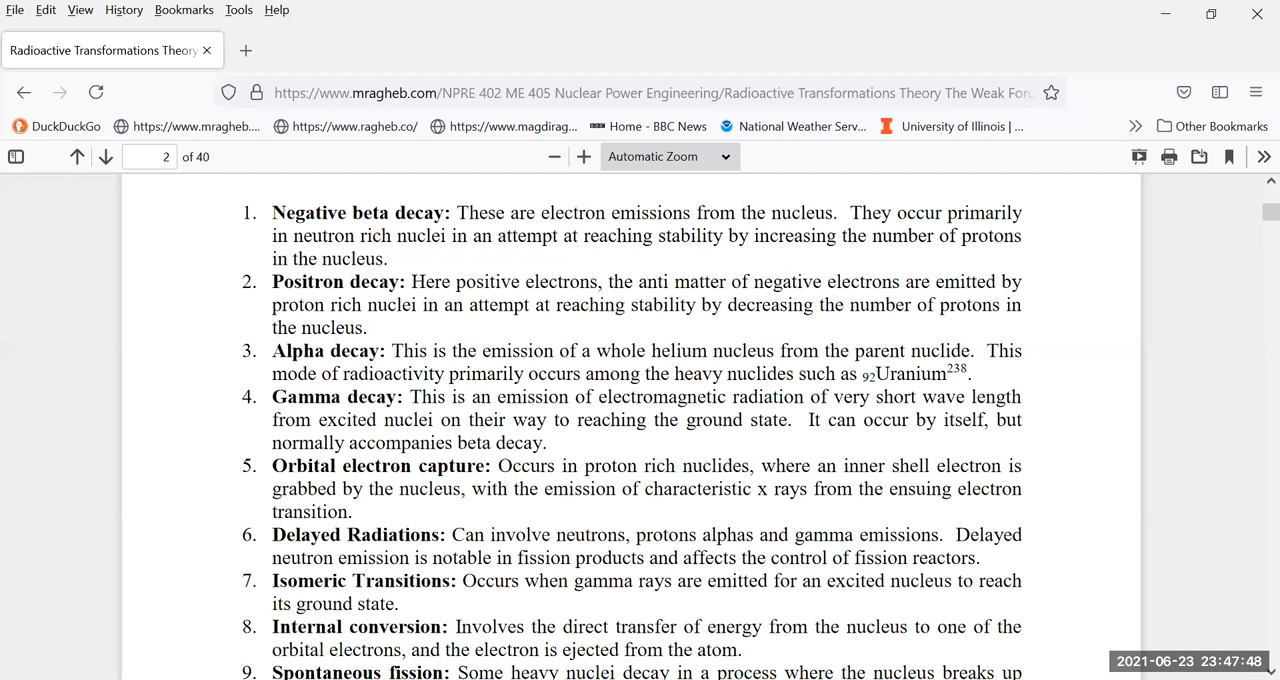 File Edit View History Bookmarks Tools Help
Radioactive Transformations Theory
https://www.mragheb.com/NPRE 402 ME 405 Nuclear Power Engineering/Radioactive Transformations Theory The Weak Forc
DuckDuckGo https://www.mragheb.... https://www.ragheb.co/ https://www.magdirag... Home - BBC News National Weather Serv... University of Illinois | ... Other Bookmarks
2 of 40 Automatic Zoom
1. Negative beta decay: These are electron emissions from the nucleus. They occur primarily
in neutron rich nuclei in an attempt at reaching stability by increasing the number of protons
in the nucleus.
2. Positron decay: Here positive electrons, the anti matter of negative electrons are emitted by
proton rich nuclei in an attempt at reaching stability by decreasing the number of protons in
the nucleus.
3. Alpha decay: This is the emission of a whole helium nucleus from the parent nuclide. This
mode of radioactivity primarily occurs among the heavy nuclides such as ₉₂Uranium²³⁸.
4. Gamma decay: This is an emission of electromagnetic radiation of very short wave length
from excited nuclei on their way to reaching the ground state. It can occur by itself, but
normally accompanies beta decay.
5. Orbital electron capture: Occurs in proton rich nuclides, where an inner shell electron is
grabbed by the nucleus, with the emission of characteristic x rays from the ensuing electron
transition.
6. Delayed Radiations: Can involve neutrons, protons alphas and gamma emissions. Delayed
neutron emission is notable in fission products and affects the control of fission reactors.
7. Isomeric Transitions: Occurs when gamma rays are emitted for an excited nucleus to reach
its ground state.
8. Internal conversion: Involves the direct transfer of energy from the nucleus to one of the
orbital electrons, and the electron is ejected from the atom.
9. Spontaneous fission: Some heavy nuclei decay in a process where the nucleus breaks up
2021-06-23 23:47:48